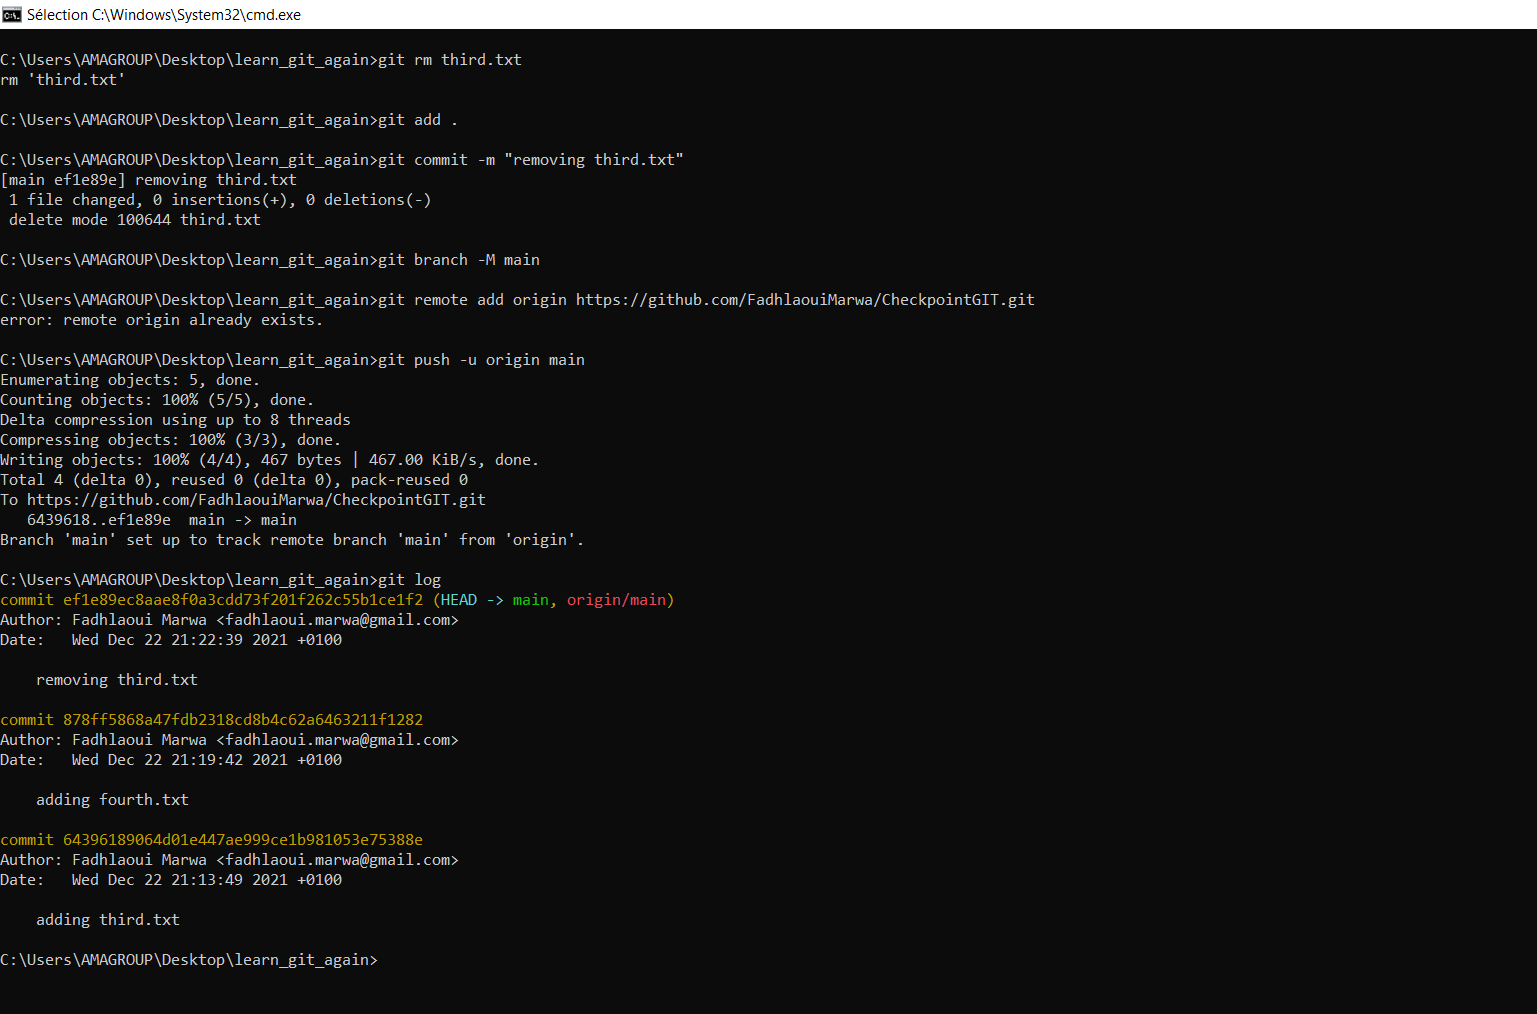 Sélection C:\Windows\System32\cmd.exe
C:\Users\AMAGROUP\Desktop\learn_git_again>git rm third.txt
rm 'third.txt'
C:\Users\AMAGROUP\Desktop\learn_git_again>git add .
C:\Users\AMAGROUP\Desktop\learn_git_again>git commit -m "removing third.txt"
[main ef1e89e] removing third.txt
 1 file changed, 0 insertions(+), 0 deletions(-)
 delete mode 100644 third.txt
C:\Users\AMAGROUP\Desktop\learn_git_again>git branch -M main
C:\Users\AMAGROUP\Desktop\learn_git_again>git remote add origin https://github.com/FadhlaouiMarwa/CheckpointGIT.git
error: remote origin already exists.
C:\Users\AMAGROUP\Desktop\learn_git_again>git push -u origin main
Enumerating objects: 5, done.
Counting objects: 100% (5/5), done.
Delta compression using up to 8 threads
Compressing objects: 100% (3/3), done.
Writing objects: 100% (4/4), 467 bytes | 467.00 KiB/s, done.
Total 4 (delta 0), reused 0 (delta 0), pack-reused 0
To https://github.com/FadhlaouiMarwa/CheckpointGIT.git
   6439618..ef1e89e  main -> main
Branch 'main' set up to track remote branch 'main' from 'origin'.
C:\Users\AMAGROUP\Desktop\learn_git_again>git log
commit ef1e89ec8aae8f0a3cdd73f201f262c55b1ce1f2 (HEAD -> main, origin/main)
Author: Fadhlaoui Marwa <fadhlaoui.marwa@gmail.com>
Date:   Wed Dec 22 21:22:39 2021 +0100
    removing third.txt
commit 878ff5868a47fdb2318cd8b4c62a6463211f1282
Author: Fadhlaoui Marwa <fadhlaoui.marwa@gmail.com>
Date:   Wed Dec 22 21:19:42 2021 +0100
    adding fourth.txt
commit 64396189064d01e447ae999ce1b981053e75388e
Author: Fadhlaoui Marwa <fadhlaoui.marwa@gmail.com>
Date:   Wed Dec 22 21:13:49 2021 +0100
    adding third.txt
C:\Users\AMAGROUP\Desktop\learn_git_again>